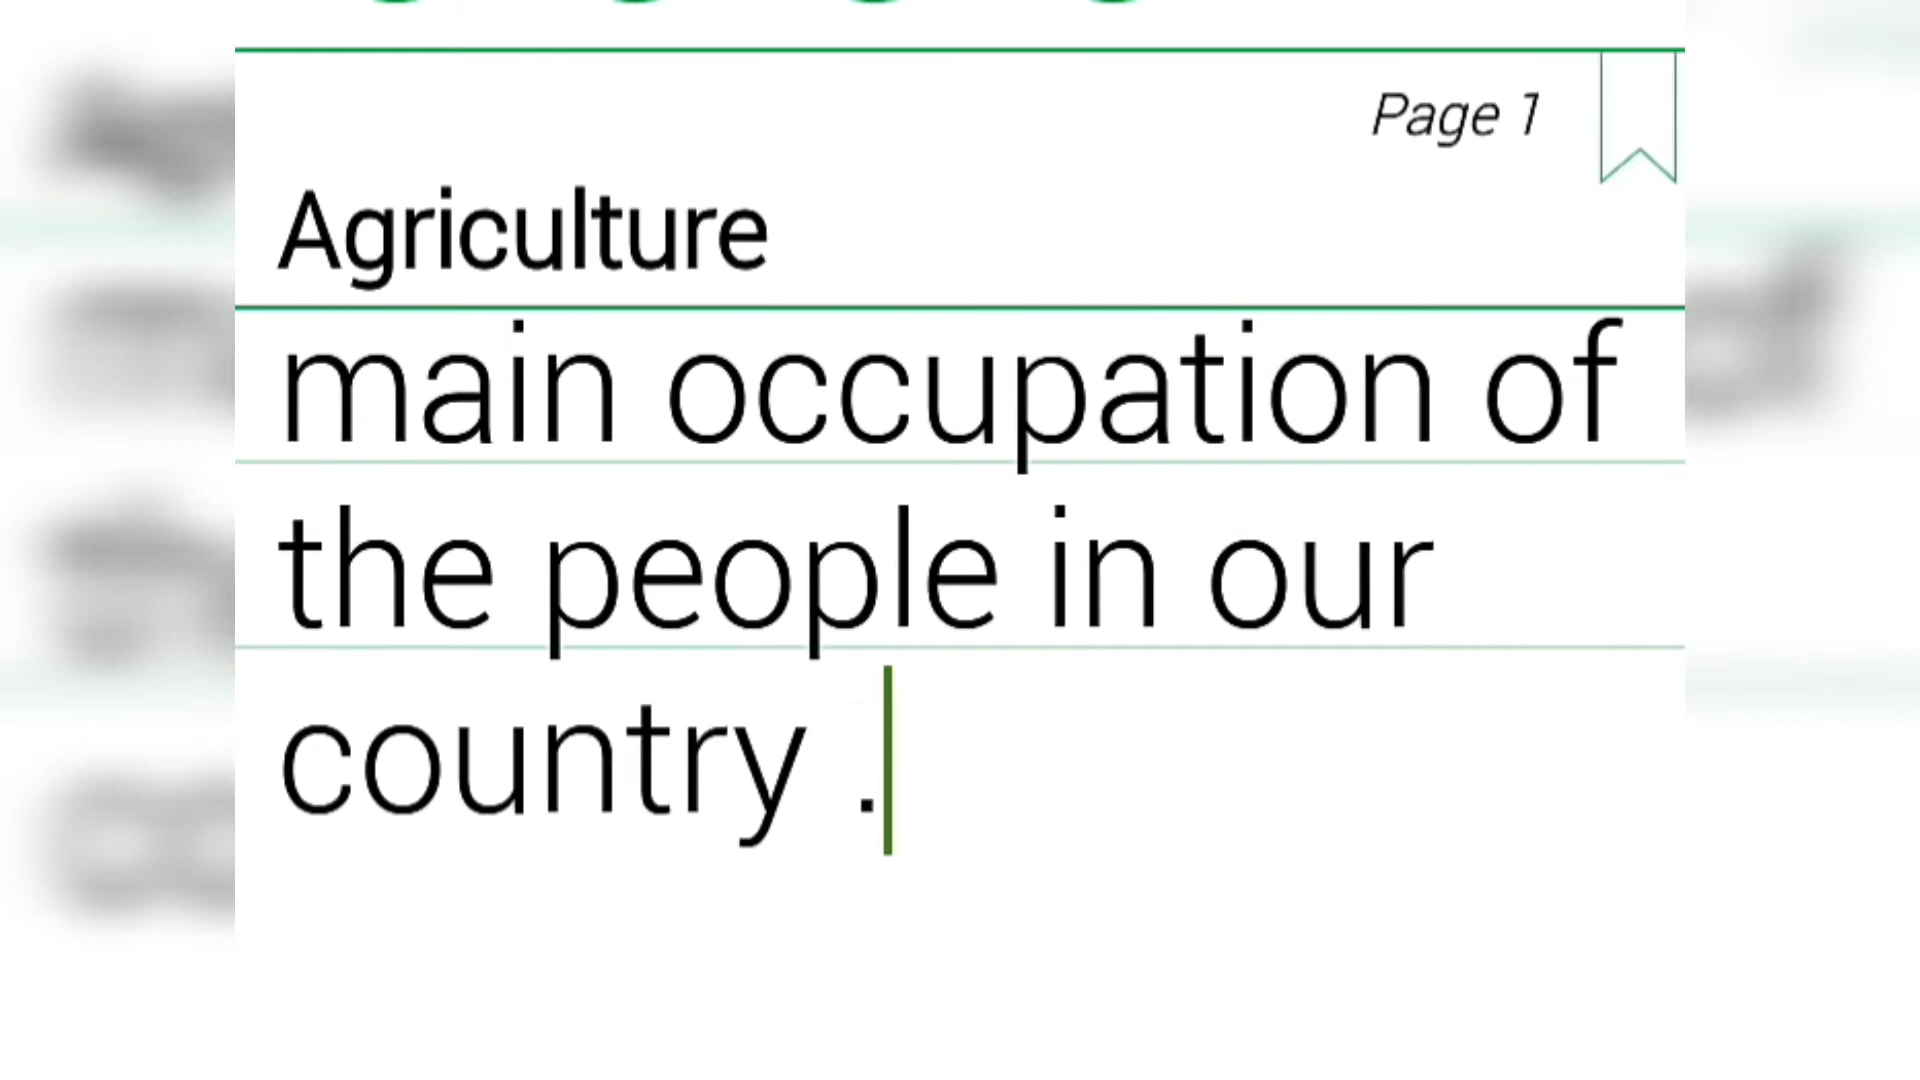 Page 1
Agriculture
main occupation of
the people in our
country .